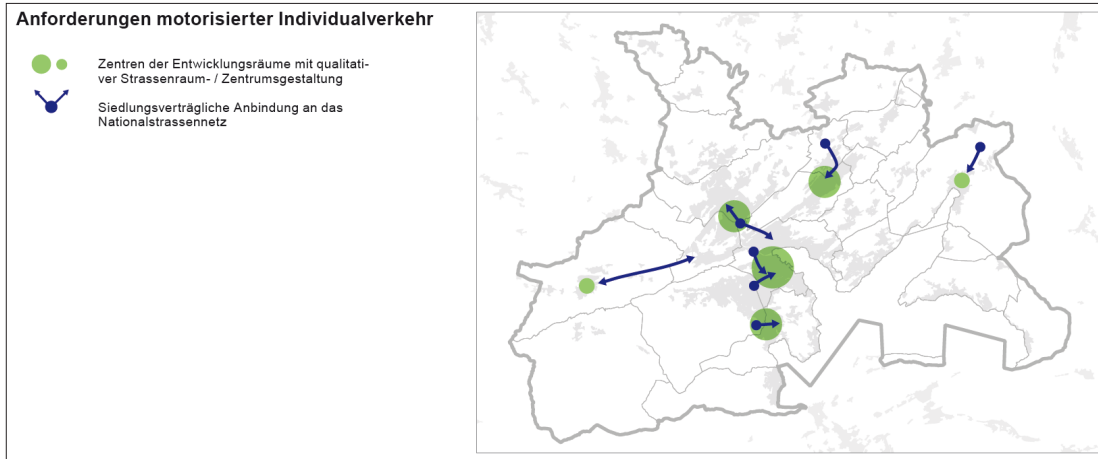 Anforderungen motorisierter Individualverkehr
Zentren der Entwicklungsräume mit qualitati-
ver Strassenraum- / Zentrumsgestaltung
Siedlungsverträgliche Anbindung an das
Nationalstrassennetz